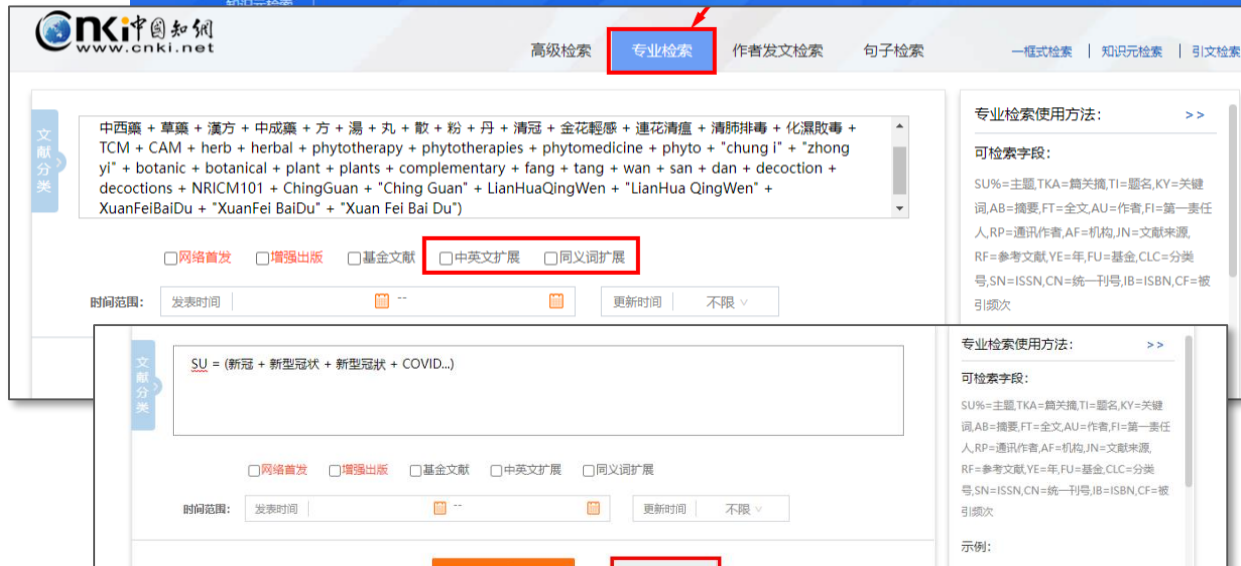 知识元检索
Cnki中国知网
www.cnki.net
高级检索 专业检索 作者发文检索 句子检索 一框式检索 | 知识元检索 | 引文检索
文献分类
中西藥 + 草藥 + 漢方 + 中成藥 + 方 + 湯 + 丸 + 散 + 粉 + 丹 + 清冠 + 金花輕感 + 連花清瘟 + 清肺排毒 + 化濕敗毒 +
TCM + CAM + herb + herbal + phytotherapy + phytotherapies + phytomedicine + phyto + "chung i" + "zhong
yi" + botanic + botanical + plant + plants + complementary + fang + tang + wan + san + dan + decoction +
decoctions + NRICM101 + ChingGuan + "Ching Guan" + LianHuaQingWen + "LianHua QingWen" +
XuanFeiBaiDu + "XuanFei BaiDu" + "Xuan Fei Bai Du")
网络首发 增强出版 基金文献 中英文扩展 同义词扩展
时间范围: 发表时间 -- 更新时间 不限
专业检索使用方法: >>
可检索字段:
SU%=主题,TKA=篇关摘,TI=题名,KY=关键
词,AB=摘要,FT=全文,AU=作者,FI=第一责任
人,RP=通讯作者,AF=机构,JN=文献来源,
RF=参考文献,YE=年,FU=基金,CLC=分类
号,SN=ISSN,CN=统一刊号,IB=ISBN,CF=被
引频次
文献分类
SU = (新冠 + 新型冠状 + 新型冠狀 + COVID...)
网络首发 增强出版 基金文献 中英文扩展 同义词扩展
时间范围: 发表时间 -- 更新时间 不限
专业检索使用方法: >>
可检索字段:
SU%=主题,TKA=篇关摘,TI=题名,KY=关键
词,AB=摘要,FT=全文,AU=作者,FI=第一责任
人,RP=通讯作者,AF=机构,JN=文献来源,
RF=参考文献,YE=年,FU=基金,CLC=分类
号,SN=ISSN,CN=统一刊号,IB=ISBN,CF=被
引频次
示例: